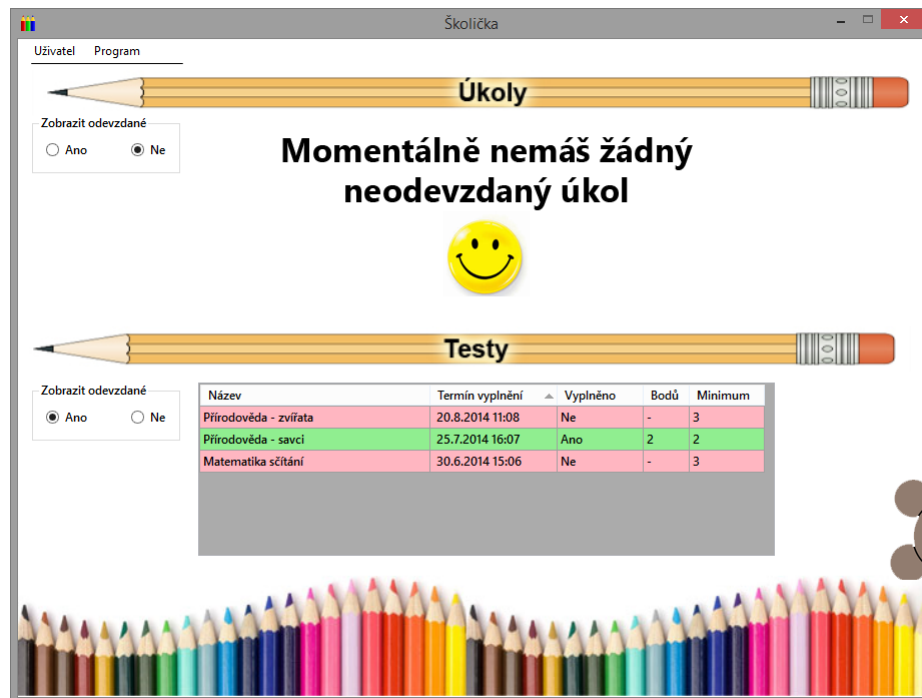 Školička
Uživatel Program
Úkoly
Zobrazit odevzdané
Ano Ne
Momentálně nemáš žádný
neodevzdaný úkol
Testy
Zobrazit odevzdané
Ano Ne
Název Termín vyplnění Vyplněno Bodů Minimum
Přírodověda - zvířata 20.8.2014 11:08 Ne - 3
Přírodověda - savci 25.7.2014 16:07 Ano 2 2
Matematika sčítání 30.6.2014 15:06 Ne - 3